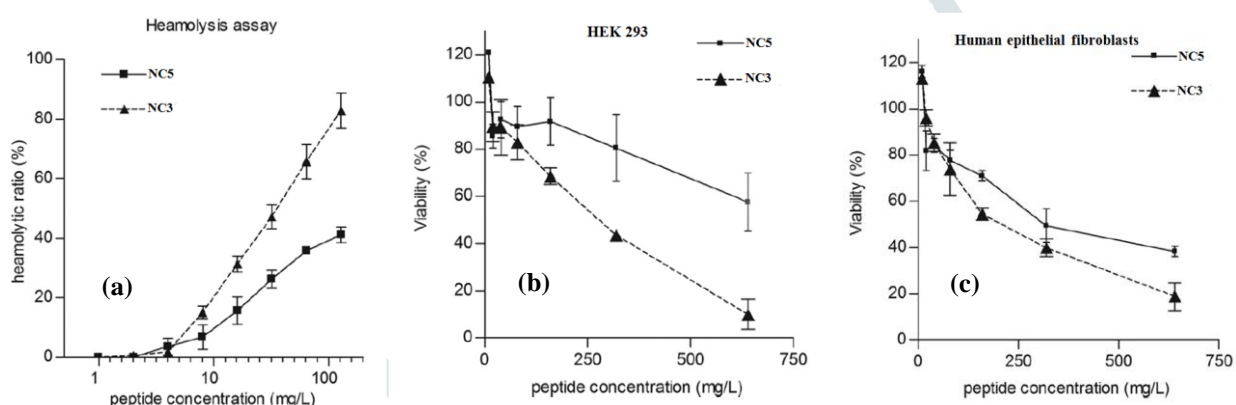 Heamolysis assay
100
80
60
40
20
0
NC5
NC3
(a)
heamolytic ratio (%)
1
10
100
peptide concentration (mg/L)
HEK 293
120
100
80
60
40
20
0
NC5
NC3
(b)
Viability (%)
0
250
500
750
peptide concentration (mg/L)
Human epithelial fibroblasts
120
100
80
60
40
20
0
NC5
NC3
(c)
Viability (%)
0
250
500
750
peptide concentration (mg/L)